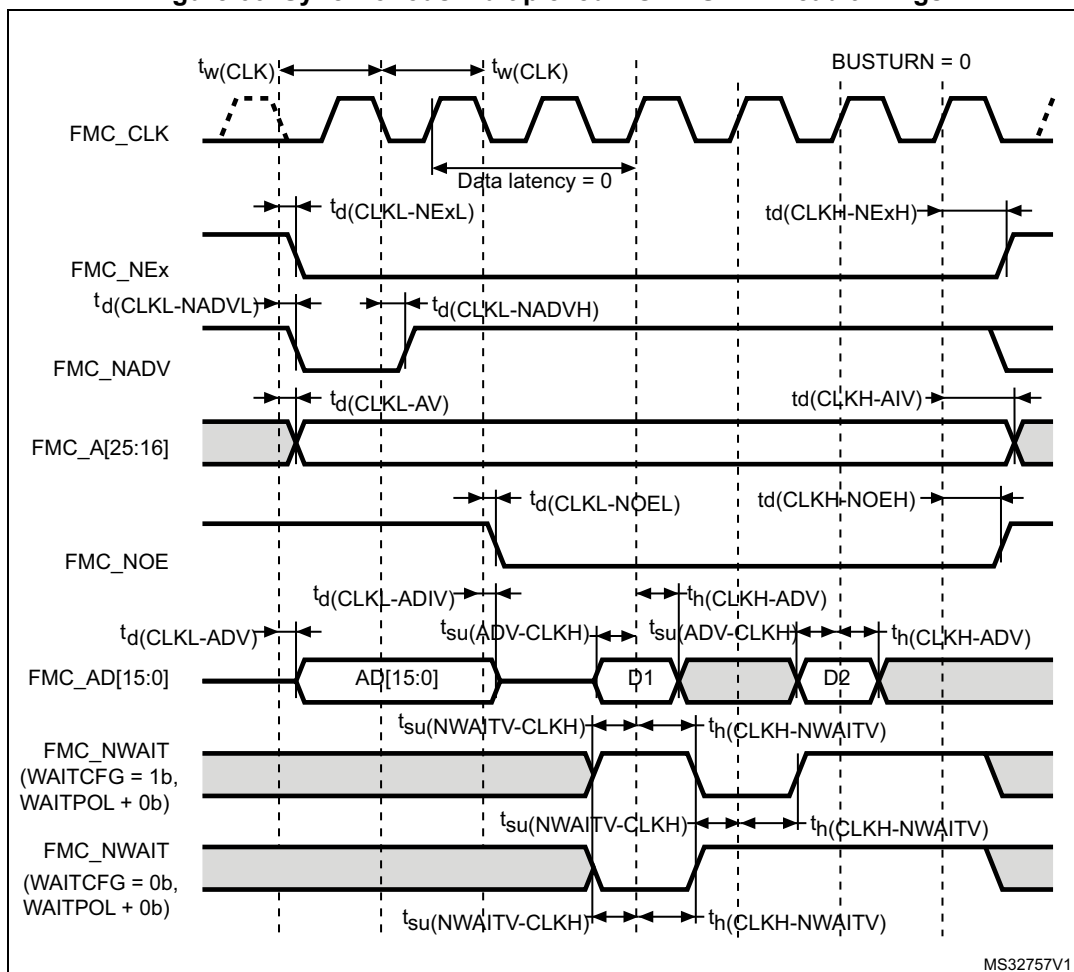 tw(CLK) tw(CLK) BUSTURN = 0
FMC_CLK
Data latency = 0
td(CLKL-NExL) td(CLKH-NExH)
FMC_NEx
td(CLKL-NADVL) td(CLKL-NADVH)
FMC_NADV
td(CLKL-AV) td(CLKH-AIV)
FMC_A[25:16]
td(CLKL-NOEL) td(CLKH-NOEH)
FMC_NOE
td(CLKL-ADIV) th(CLKH-ADV)
td(CLKL-ADV) tsu(ADV-CLKH) tsu(ADV-CLKH) th(CLKH-ADV)
FMC_AD[15:0] AD[15:0] D1 D2
tsu(NWAITV-CLKH) th(CLKH-NWAITV)
FMC_NWAIT
(WAITCFG = 1b,
WAITPOL + 0b)
tsu(NWAITV-CLKH) th(CLKH-NWAITV)
FMC_NWAIT
(WAITCFG = 0b,
WAITPOL + 0b)
tsu(NWAITV-CLKH) th(CLKH-NWAITV)
MS32757V1